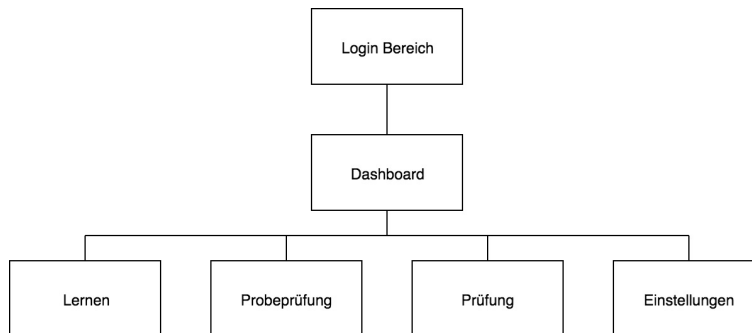 Login Bereich
Dashboard
Lernen
Probeprüfung
Prüfung
Einstellungen